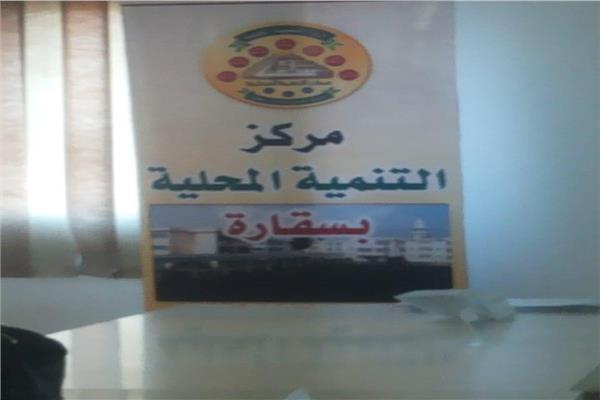 مركز
التنمية المحلية
بسقارة